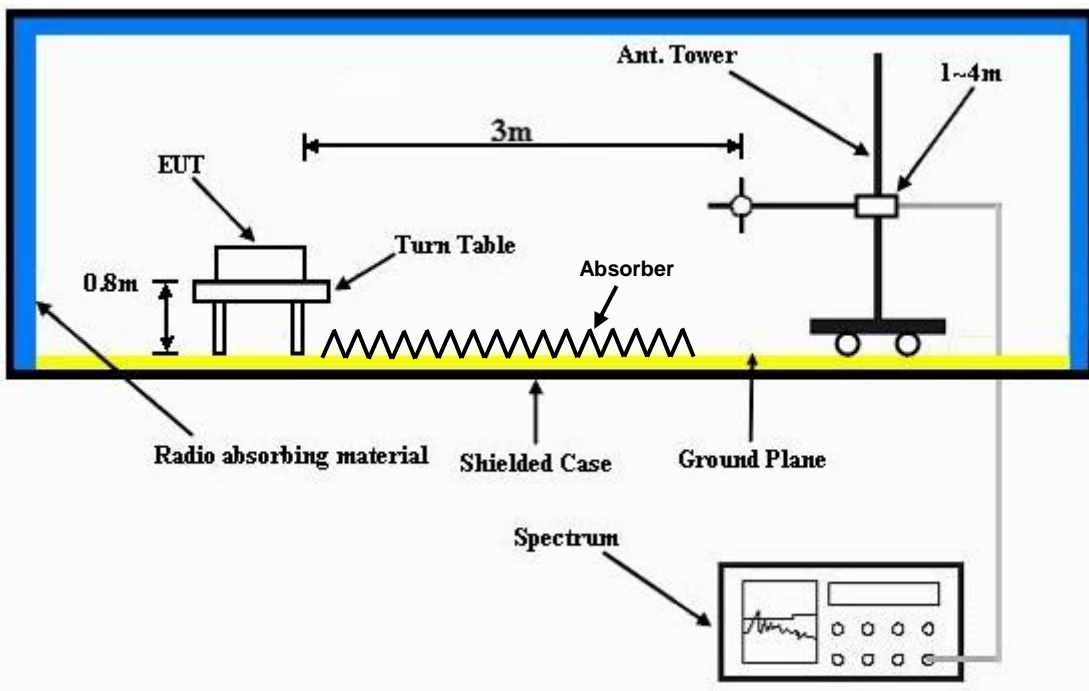 Ant. Tower
1~4m
3m
EUT
Turn Table
0.8m
Absorber
Radio absorbing material
Shielded Case
Ground Plane
Spectrum